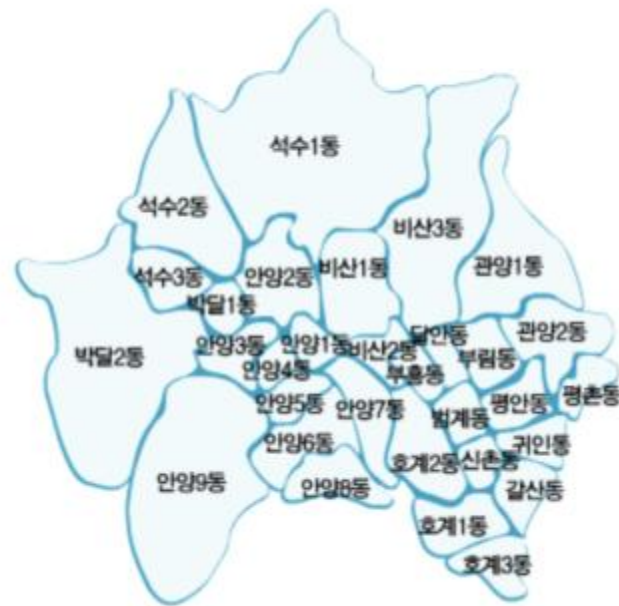 석수1동
석수2동
비산3동
관양1동
석수3동
안양2동
비산1동
박달1동
박달2동
안양3동
안양1동
비산2동
달안동
관양2동
부림동
안양4동
부흥동
평촌동
안양5동
안양7동
범계동
평안동
안양6동
귀인동
호계2동
신촌동
안양9동
안양8동
갈산동
호계1동
호계3동